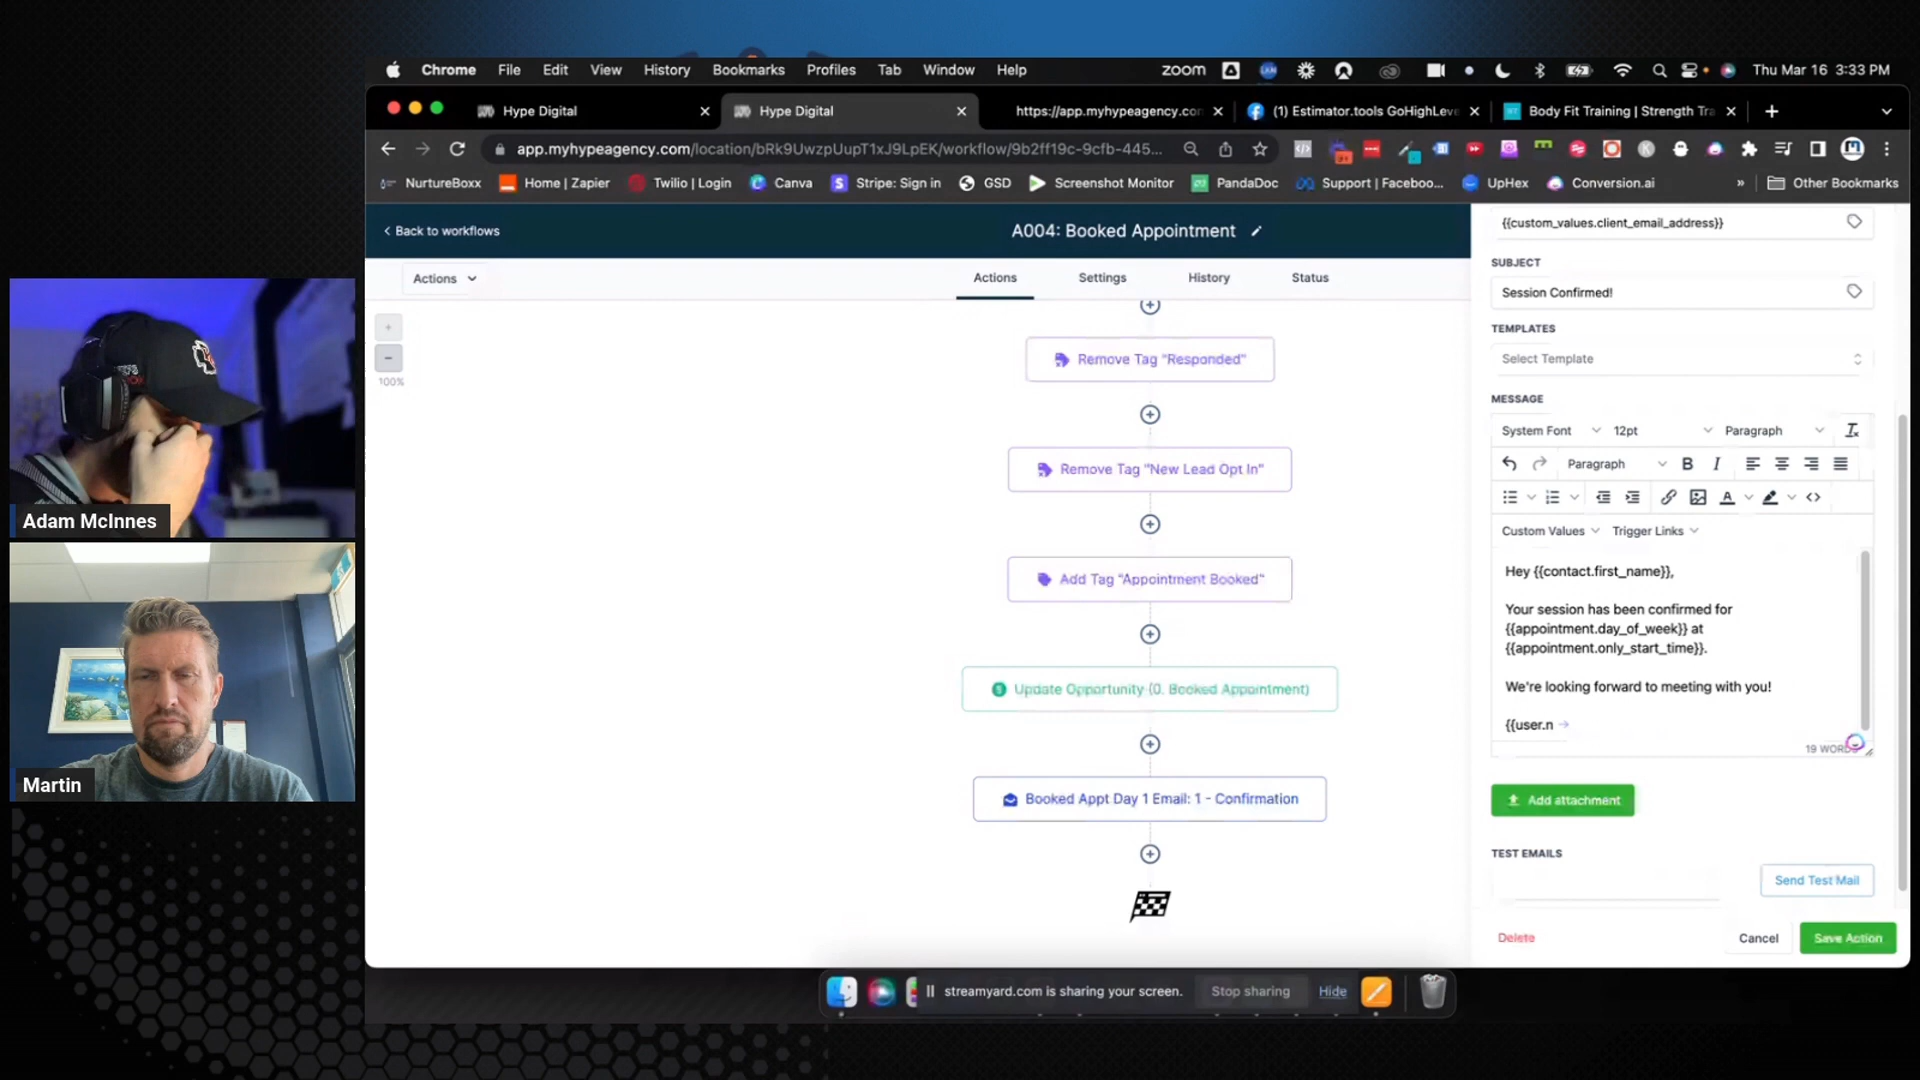 Chrome File Edit View History Bookmarks Profiles Tab Window Help
zoom
Thu Mar 16 3:33 PM
Hype Digital
Hype Digital
https://app.myhypeagency.con
(1) Estimator.tools GoHighLeve
Body Fit Training | Strength Tra
app.myhypeagency.com/location/bRk9UwzpUupT1xJ9LpEK/workflow/9b2ff19c-9cfb-445...
NurtureBoxx
Home | Zapier
Twilio | Login
Canva
Stripe: Sign in
GSD
Screenshot Monitor
PandaDoc
Support | Faceboo...
UpHex
Conversion.ai
»
Other Bookmarks
Back to workflows
A004: Booked Appointment
Actions
Actions
Settings
History
Status
100%
Remove Tag "Responded"
Remove Tag "New Lead Opt In"
Add Tag "Appointment Booked"
Update Opportunity (0. Booked Appointment)
Booked Appt Day 1 Email: 1 - Confirmation
{{custom_values.client_email_address}}
SUBJECT
Session Confirmed!
TEMPLATES
Select Template
MESSAGE
System Font
12pt
Paragraph
Paragraph
B I
Custom Values
Trigger Links
Hey {{contact.first_name}},
Your session has been confirmed for
{{appointment.day_of_week}} at
{{appointment.only_start_time}}.
We're looking forward to meeting with you!
{{user.n
19 WORDS
Add attachment
TEST EMAILS
Send Test Mail
Delete
Cancel
Save Action
Adam McInnes
Martin
streamyard.com is sharing your screen.
Stop sharing
Hide